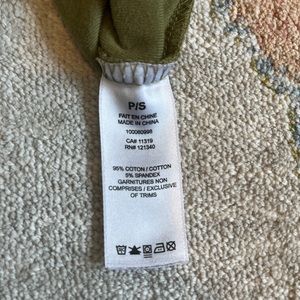 P/S
FAIT EN CHINE
MADE IN CHINA
100080998
CA# 11319
RN# 121340
95% COTON / COTTON
5% SPANDEX
GARNITURES NON
COMPRISES / EXCLUSIVE
OF TRIMS